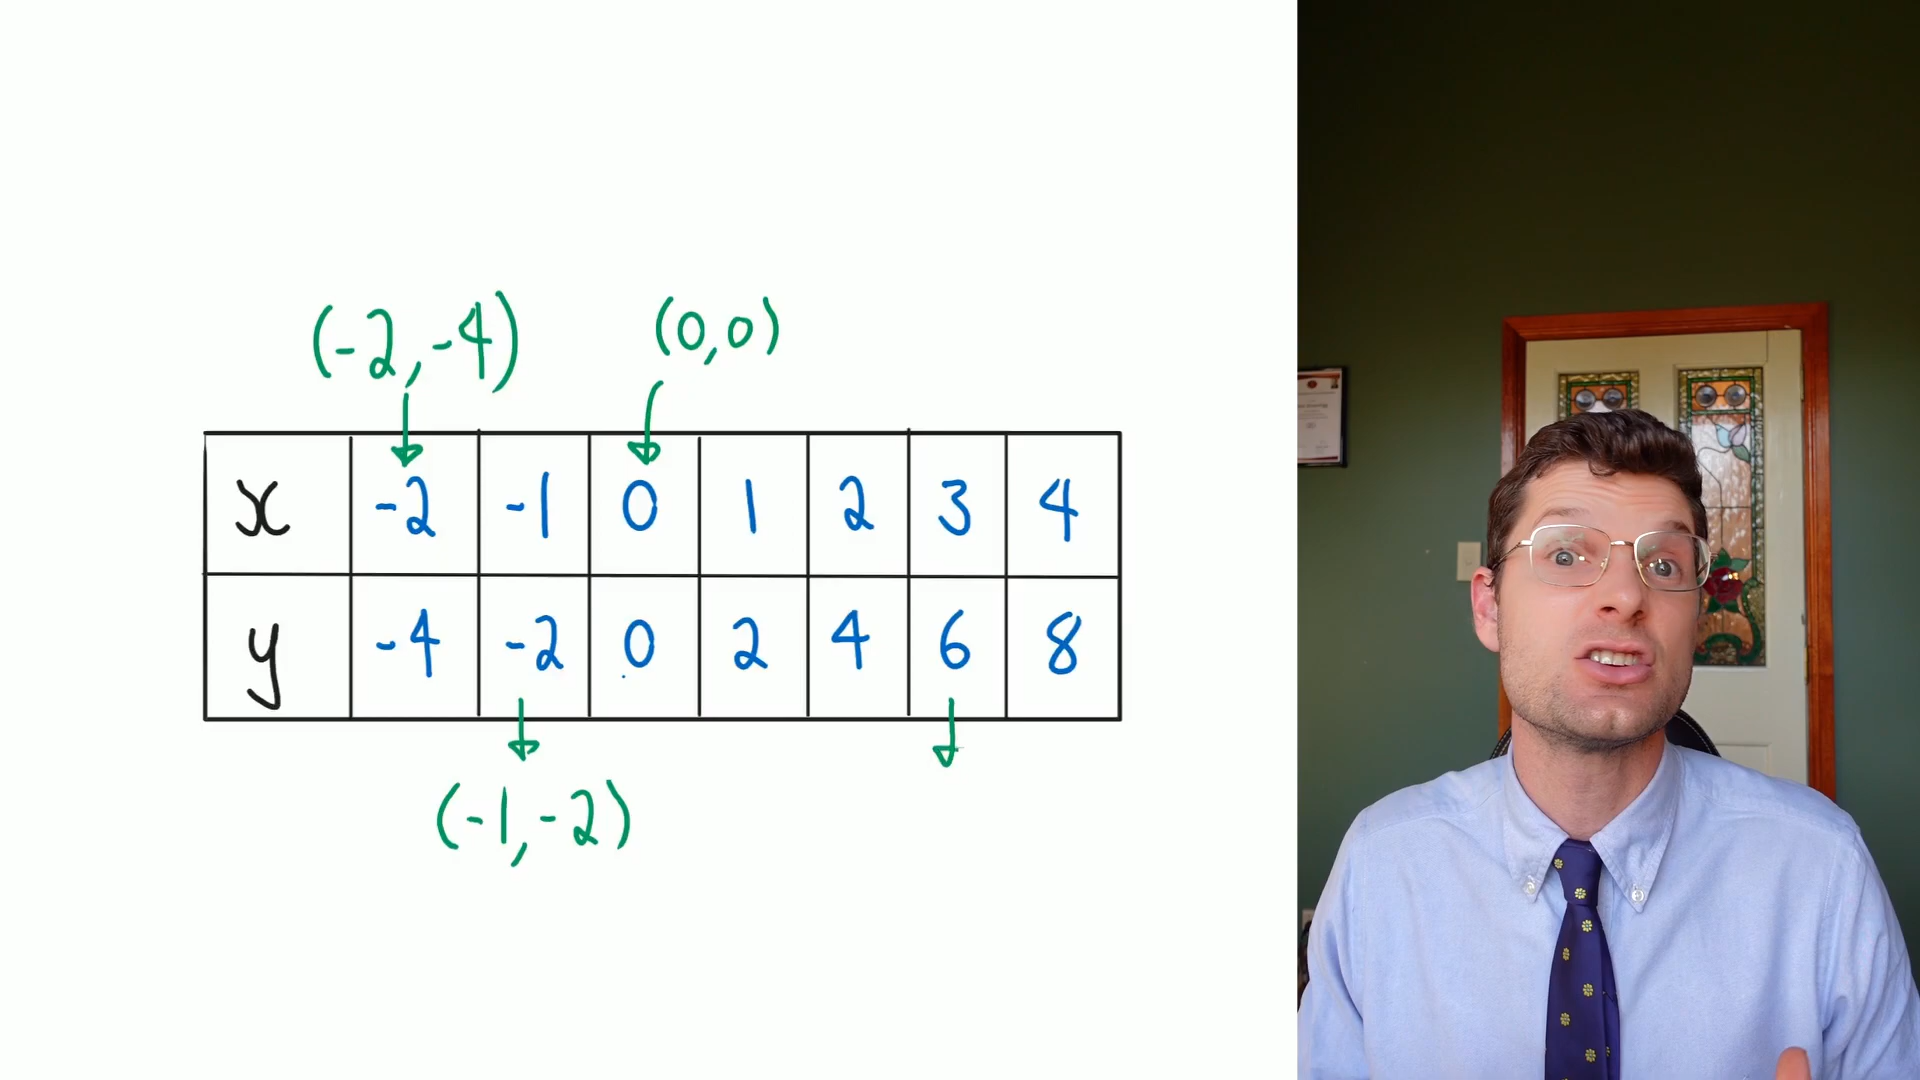 (-2,-4) (0,0)
x -2 -1 0 1 2 3 4
y -4 -2 0 2 4 6 8
(-1,-2)